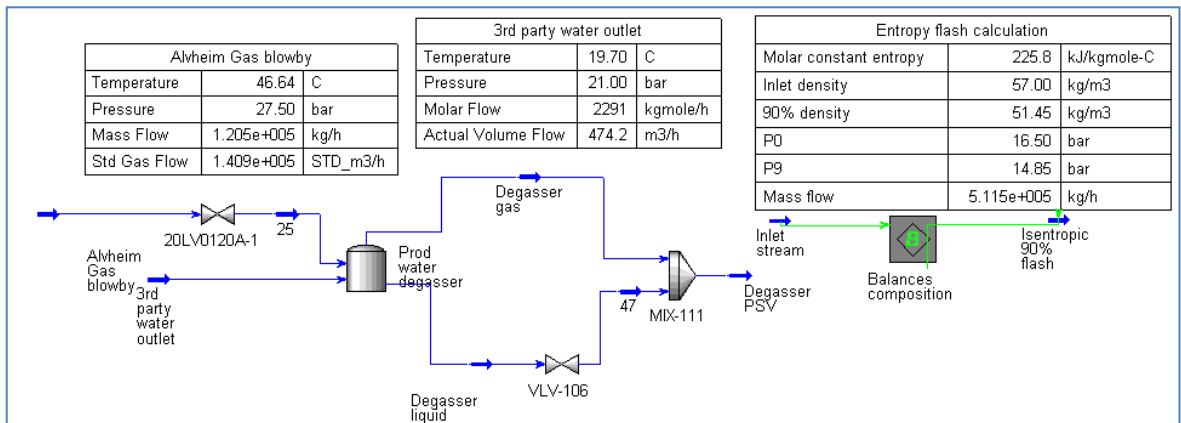 Alvheim Gas blowby
Temperature 46.64 C
Pressure 27.50 bar
Mass Flow 1.205e+005 kg/h
Std Gas Flow 1.409e+005 STD_m3/h
3rd party water outlet
Temperature 19.70 C
Pressure 21.00 bar
Molar Flow 2291 kgmole/h
Actual Volume Flow 474.2 m3/h
Entropy flash calculation
Molar constant entropy 225.8 kJ/kgmole-C
Inlet density 57.00 kg/m3
90% density 51.45 kg/m3
P0 16.50 bar
P9 14.85 bar
Mass flow 5.115e+005 kg/h
Alvheim
Gas
blowby
20LV0120A-1
25
3rd
party
water
outlet
Prod
water
degasser
Degasser
gas
Degasser
liquid
VLV-106
47
MIX-111
Degasser
PSV
Inlet
stream
B
Balances
composition
Isentropic
90%
flash